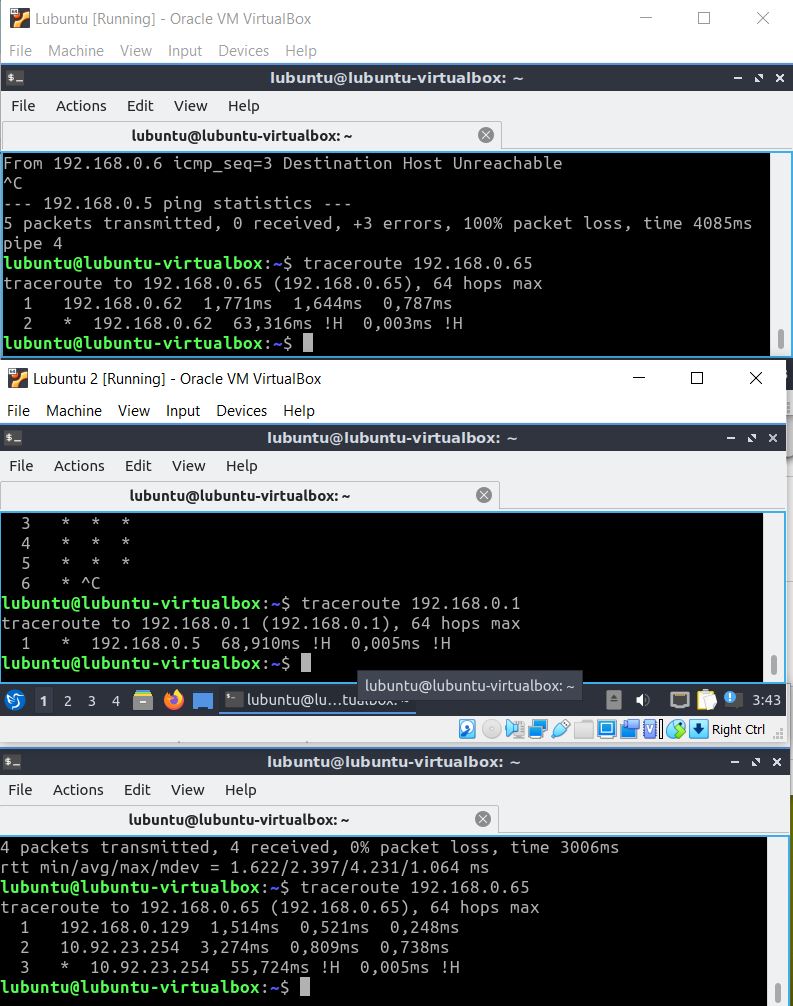 Lubuntu [Running] - Oracle VM VirtualBox
File Machine View Input Devices Help
lubuntu@lubuntu-virtualbox: ~
File Actions Edit View Help
lubuntu@lubuntu-virtualbox: ~
From 192.168.0.6 icmp_seq=3 Destination Host Unreachable
^C
--- 192.168.0.5 ping statistics ---
5 packets transmitted, 0 received, +3 errors, 100% packet loss, time 4085ms
pipe 4
lubuntu@lubuntu-virtualbox:~$ traceroute 192.168.0.65
traceroute to 192.168.0.65 (192.168.0.65), 64 hops max
1 192.168.0.62 1,771ms 1,644ms 0,787ms
2 * 192.168.0.62 63,316ms !H 0,003ms !H
lubuntu@lubuntu-virtualbox:~$
Lubuntu 2 [Running] - Oracle VM VirtualBox
File Machine View Input Devices Help
lubuntu@lubuntu-virtualbox: ~
File Actions Edit View Help
lubuntu@lubuntu-virtualbox: ~
3 * * *
4 * * *
5 * * *
6 * ^C
lubuntu@lubuntu-virtualbox:~$ traceroute 192.168.0.1
traceroute to 192.168.0.1 (192.168.0.1), 64 hops max
1 * 192.168.0.5 68,910ms !H 0,005ms !H
lubuntu@lubuntu-virtualbox:~$
lubuntu@lubuntu-virtualbox: ~
1 2 3 4 lubuntu@lu…tualbox: ~ 3:43
Right Ctrl
lubuntu@lubuntu-virtualbox: ~
File Actions Edit View Help
lubuntu@lubuntu-virtualbox: ~
4 packets transmitted, 4 received, 0% packet loss, time 3006ms
rtt min/avg/max/mdev = 1.622/2.397/4.231/1.064 ms
lubuntu@lubuntu-virtualbox:~$ traceroute 192.168.0.65
traceroute to 192.168.0.65 (192.168.0.65), 64 hops max
1 192.168.0.129 1,514ms 0,521ms 0,248ms
2 10.92.23.254 3,274ms 0,809ms 0,738ms
3 * 10.92.23.254 55,724ms !H 0,005ms !H
lubuntu@lubuntu-virtualbox:~$